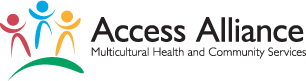 Access Alliance
Multicultural Health and Community Services